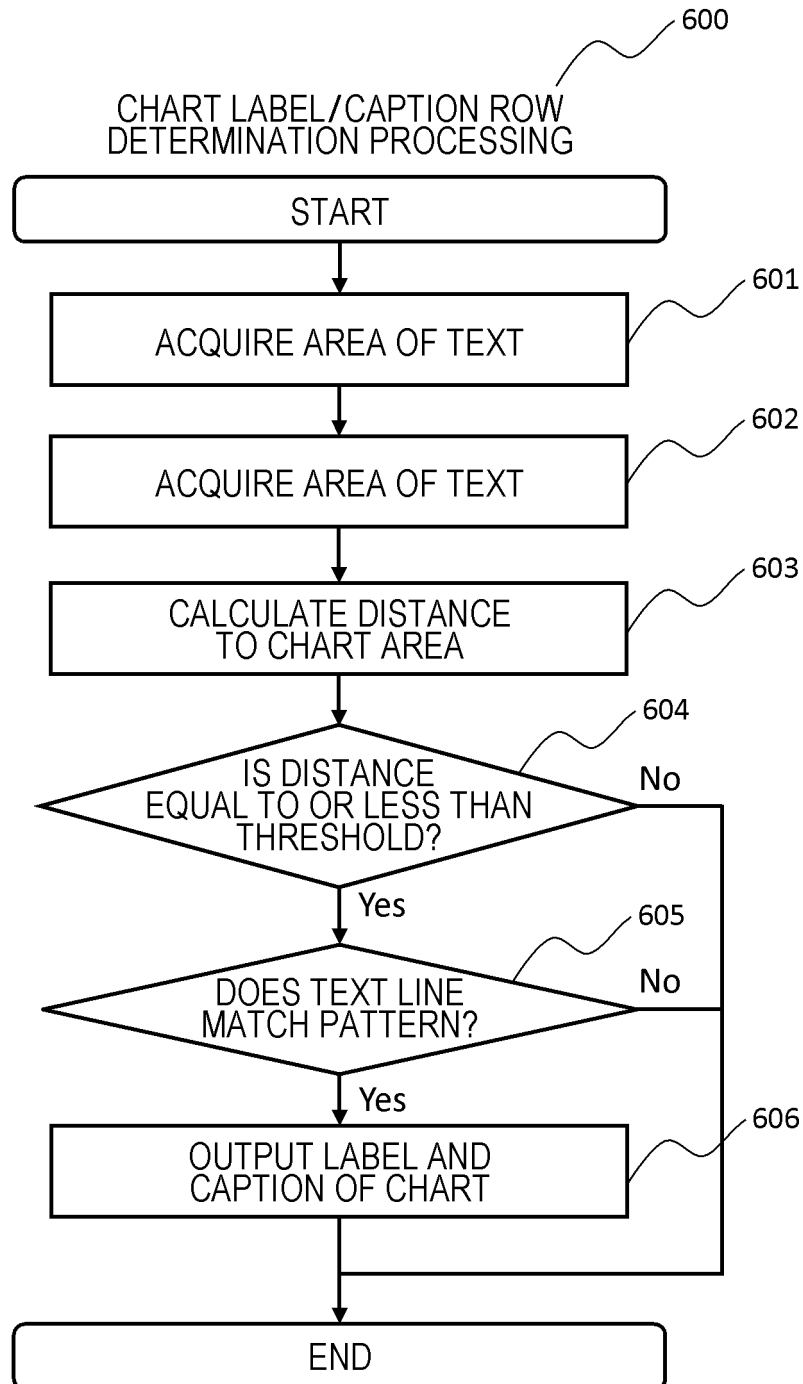 600
CHART LABEL/CAPTION ROW
DETERMINATION PROCESSING
START
601
ACQUIRE AREA OF TEXT
602
ACQUIRE AREA OF TEXT
603
CALCULATE DISTANCE
TO CHART AREA
604
IS DISTANCE
EQUAL TO OR LESS THAN
THRESHOLD?
No
Yes
605
DOES TEXT LINE
MATCH PATTERN?
No
Yes
606
OUTPUT LABEL AND
CAPTION OF CHART
END